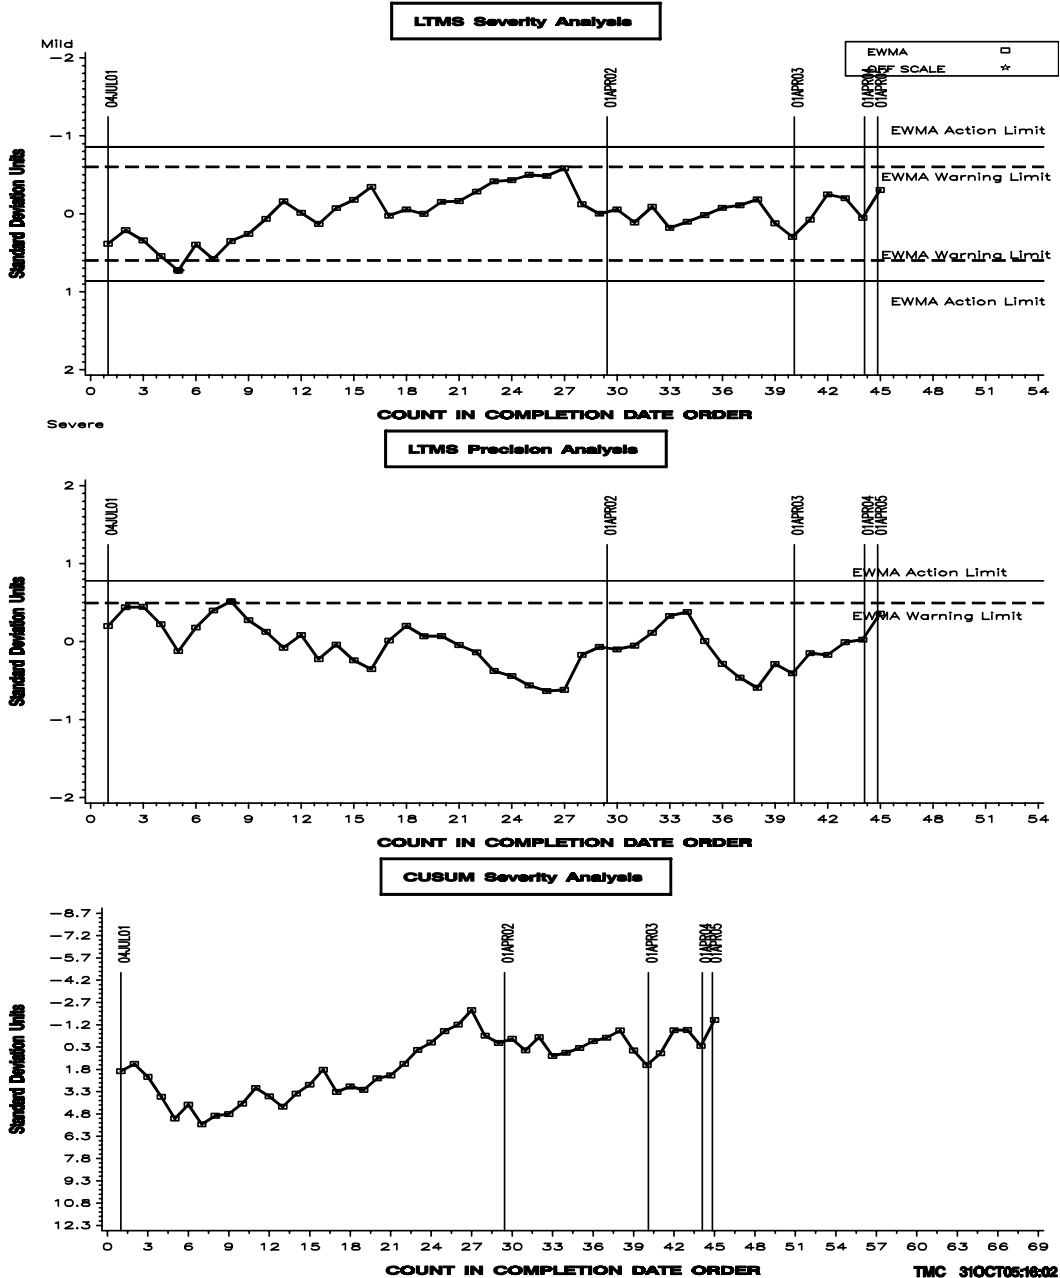 LTMS Severity Analysis
Mild
EWMA
OFF SCALE
04JUL01
01APR02
01APR03
01APR04
01APR05
-2
-1
0
1
2
Standard Deviation Units
EWMA Action Limit
EWMA Warning Limit
EWMA Warning Limit
EWMA Action Limit
0 3 6 9 12 15 18 21 24 27 30 33 36 39 42 45 48 51 54
COUNT IN COMPLETION DATE ORDER
Severe
LTMS Precision Analysis
04JUL01
01APR02
01APR03
01APR04
01APR05
2
1
0
-1
-2
Standard Deviation Units
EWMA Action Limit
EWMA Warning Limit
0 3 6 9 12 15 18 21 24 27 30 33 36 39 42 45 48 51 54
COUNT IN COMPLETION DATE ORDER
CUSUM Severity Analysis
04JUL01
01APR02
01APR03
01APR04
01APR05
-8.7
-7.2
-5.7
-4.2
-2.7
-1.2
0.3
1.8
3.3
4.8
6.3
7.8
9.3
10.8
12.3
Standard Deviation Units
0 3 6 9 12 15 18 21 24 27 30 33 36 39 42 45 57 60 63 66 69
COUNT IN COMPLETION DATE ORDER
TMC 31OCT05:16:02